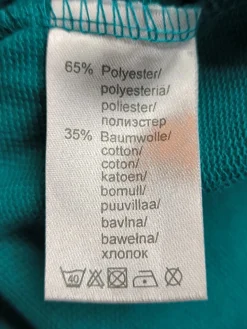 65% Polyester/
polyesteria/
poliester/
полиэстер
35% Baumwolle/
cotton/
coton/
katoen/
bomull/
puuvillaa/
bavlna/
bawełna/
хлопок
40